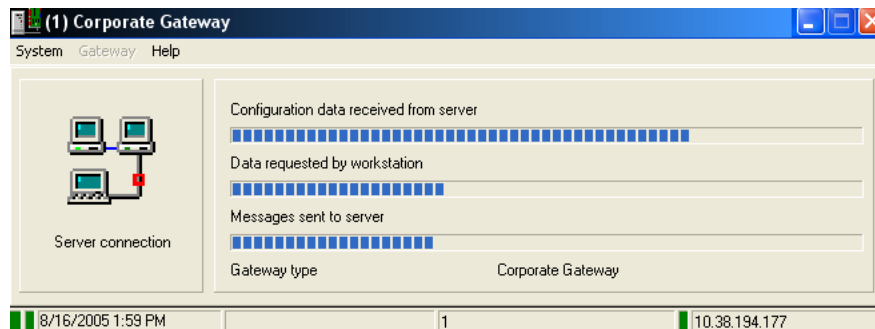 (1) Corporate Gateway
System Gateway Help
Configuration data received from server
Data requested by workstation
Messages sent to server
Server connection
Gateway type Corporate Gateway
8/16/2005 1:59 PM 1 10.38.194.177